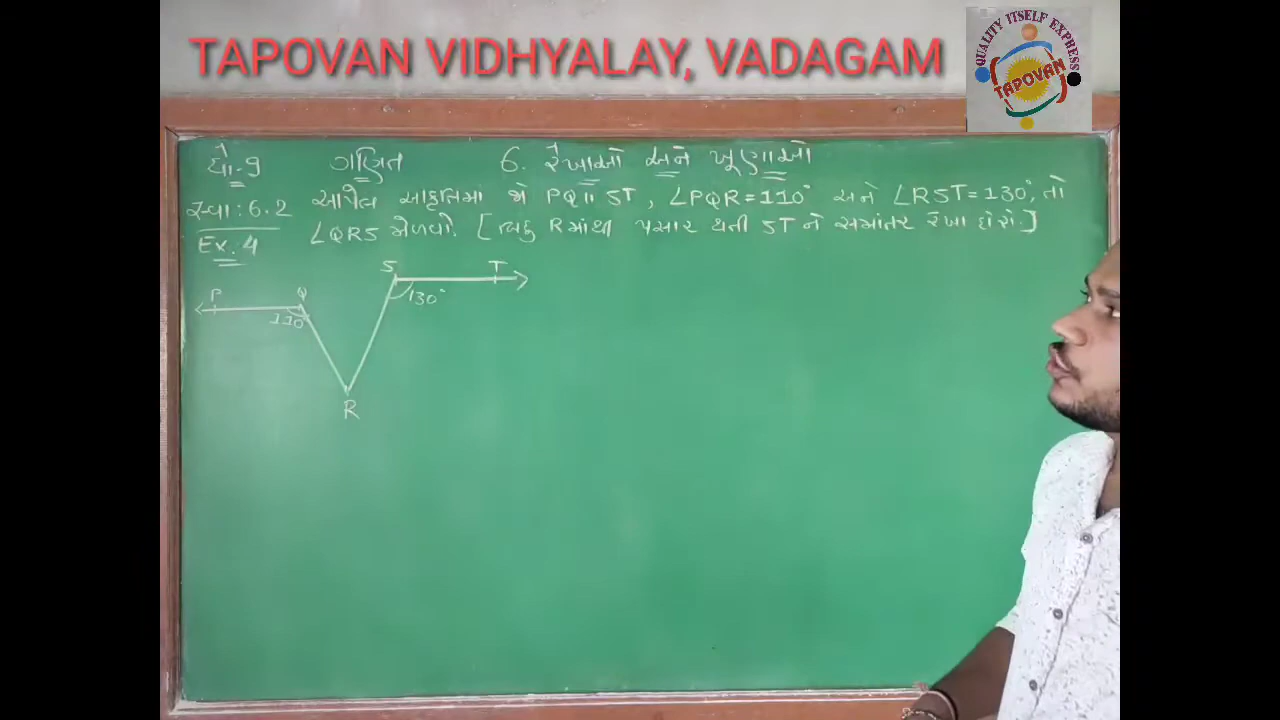 TAPOVAN VIDHYALAY, VADAGAM
QUALITY ITSELF EXPRESS
TAPOVAN
ધો-9 ગણિત 6. રેખાઓ અને ખૂણાઓ
સ્વા: 6.2 આપેલ આકૃતિમાં જો PQ || ST, ∠PQR = 110° અને ∠RST = 130°, તો
Ex. 4 ∠QRS મેળવો. [ R માંથી પસાર થતી ST ને સમાંતર રેખા દોરો.]
S T
P Q 130°
110
R